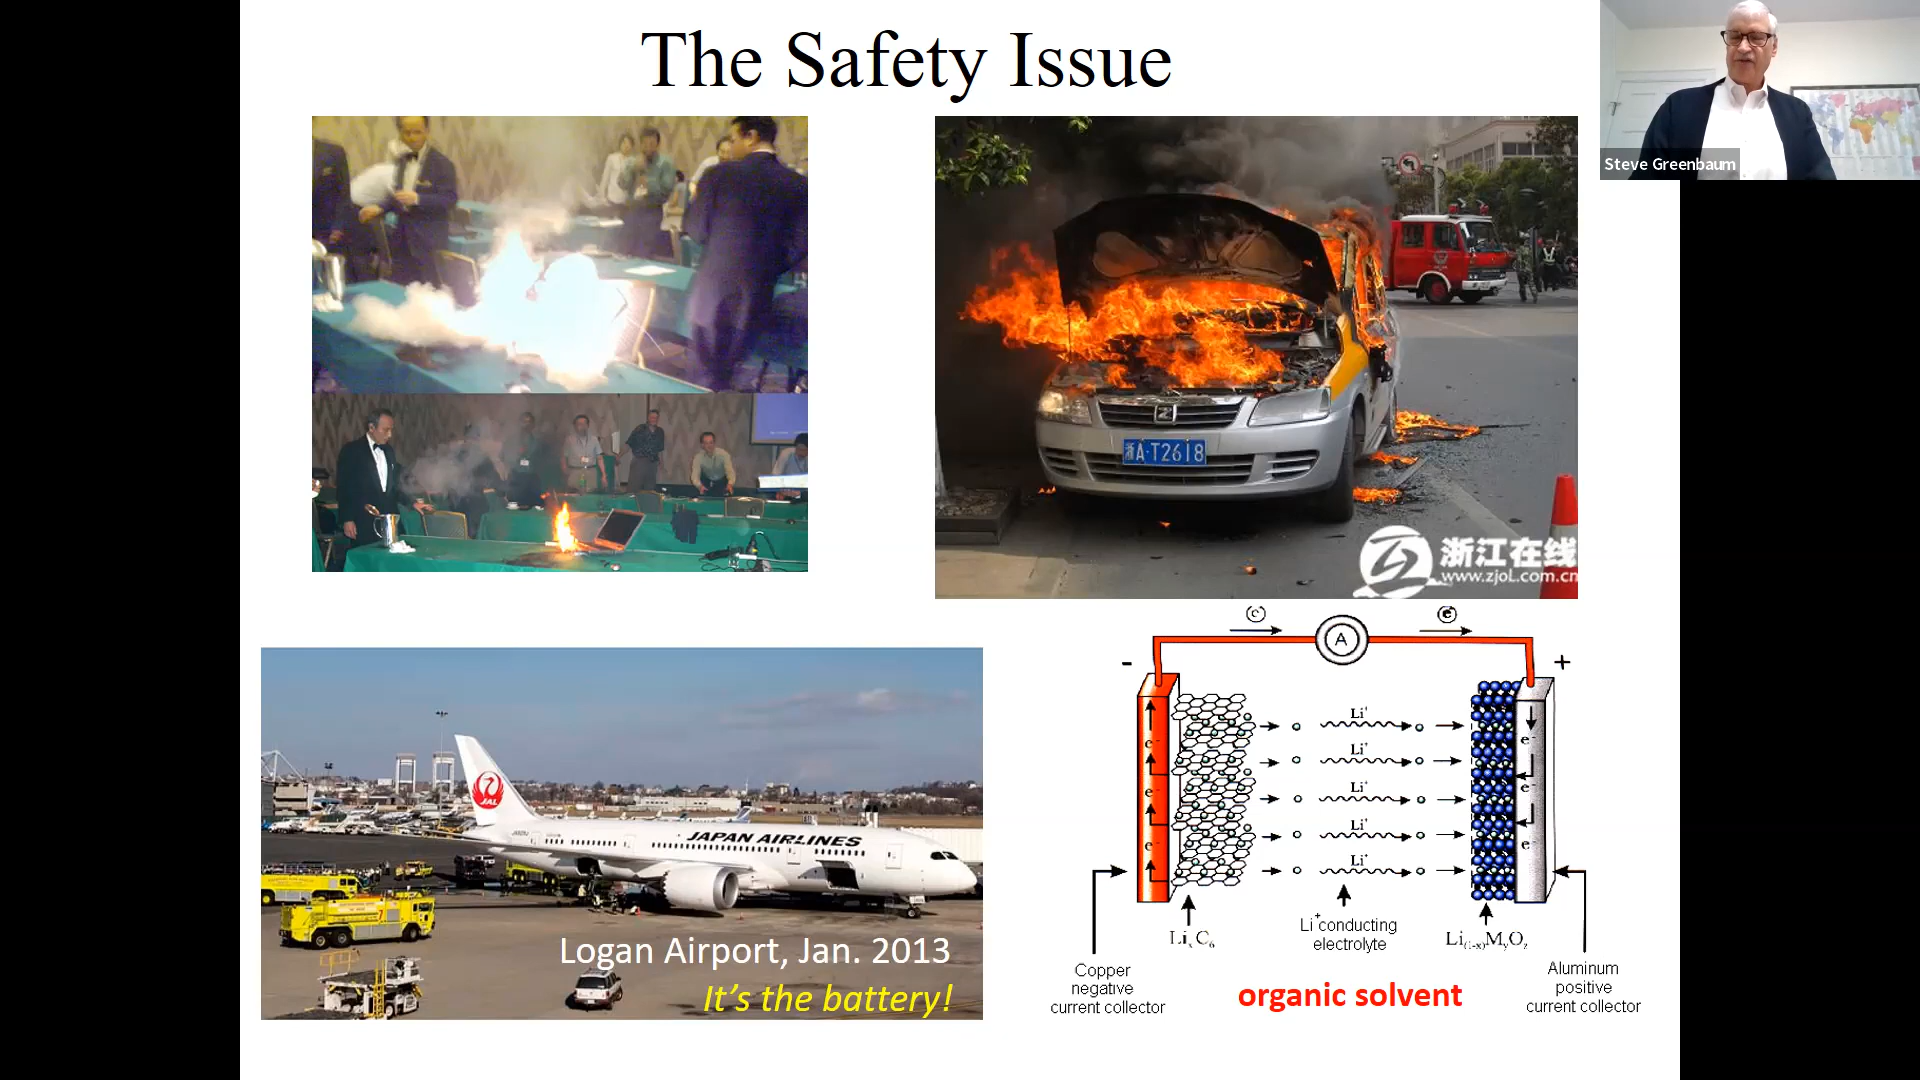 The Safety Issue
Steve Greenbaum
浙A·T2618
浙江在线
www.zjol.com.cn
JAL
JAPAN AIRLINES
Logan Airport, Jan. 2013
It's the battery!
e
A
e
-
+
Li⁺
Li⁺
Li⁺
Li⁺
Li⁺
e⁻
e⁻
e⁻
e⁻
e⁻
e
LiₓC₆
Li⁺conducting
electrolyte
Li₍₁₋ₓ₎MᵧO_z
Copper
negative
current collector
organic solvent
Aluminum
positive
current collector